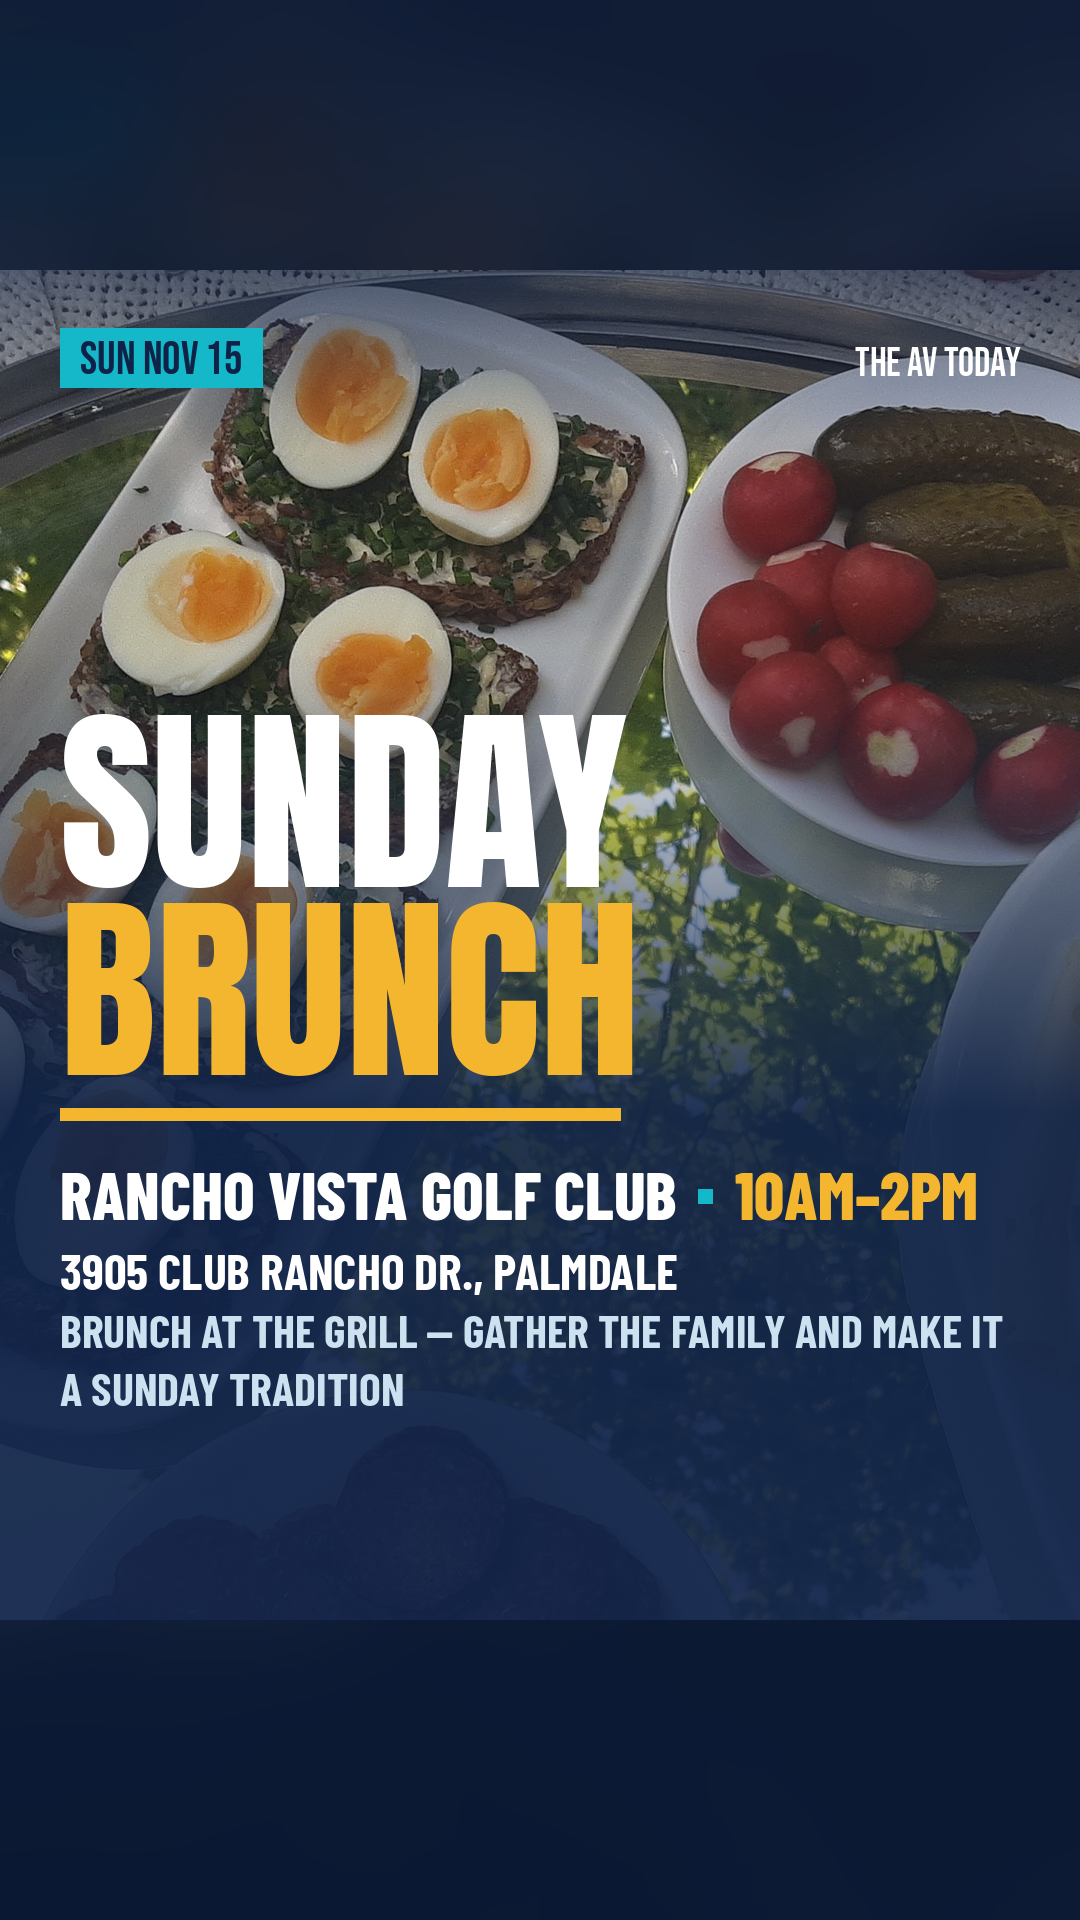 SUN NOV 15
THE AV TODAY
SUNDAY
BRUNCH
RANCHO VISTA GOLF CLUB ▪ 10AM–2PM
3905 CLUB RANCHO DR., PALMDALE
BRUNCH AT THE GRILL — GATHER THE FAMILY AND MAKE IT
A SUNDAY TRADITION